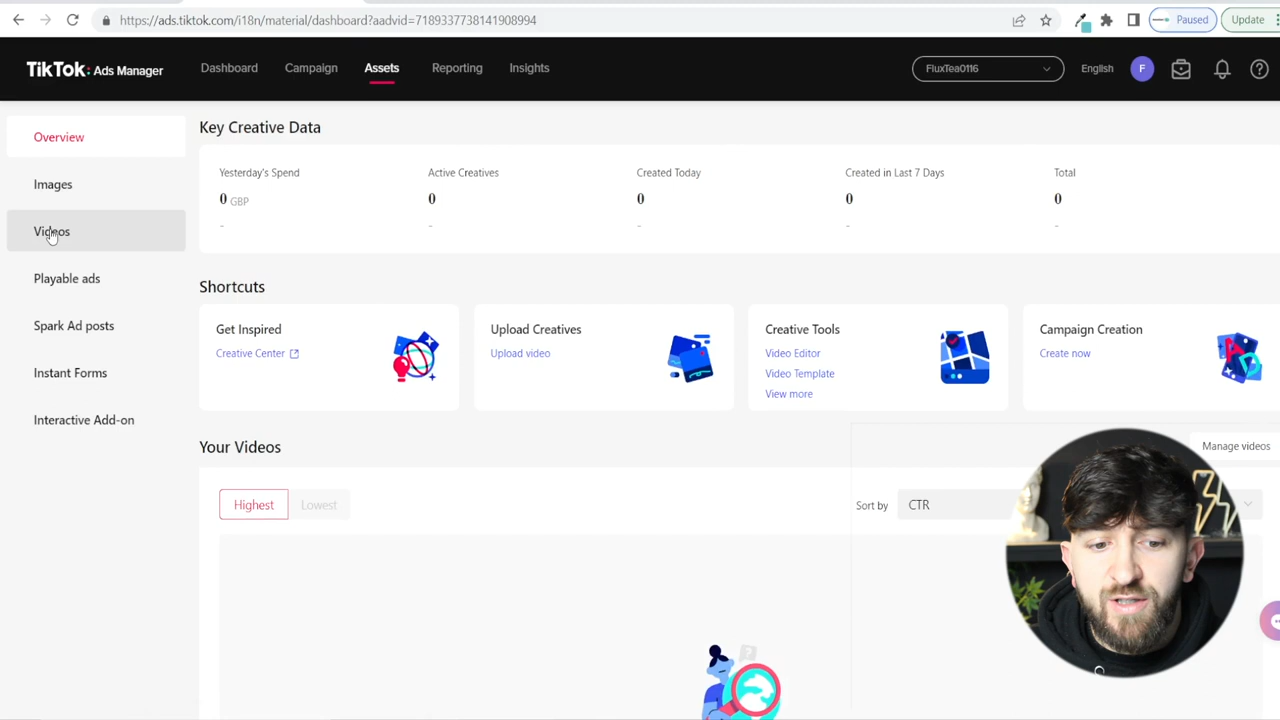 https://ads.tiktok.com/i18n/material/dashboard?aadvid=7189337738141908994
Paused
Update
TikTok: Ads Manager
Dashboard
Campaign
Assets
Reporting
Insights
FluxTea0116
English
F
Overview
Images
Videos
Playable ads
Spark Ad posts
Instant Forms
Interactive Add-on
Key Creative Data
Yesterday's Spend
Active Creatives
Created Today
Created in Last 7 Days
Total
0 GBP
0
0
0
0
-
-
-
-
-
Shortcuts
Get Inspired
Creative Center
Upload Creatives
Upload video
Creative Tools
Video Editor
Video Template
View more
Campaign Creation
Create now
Your Videos
Manage videos
Highest
Lowest
Sort by
CTR